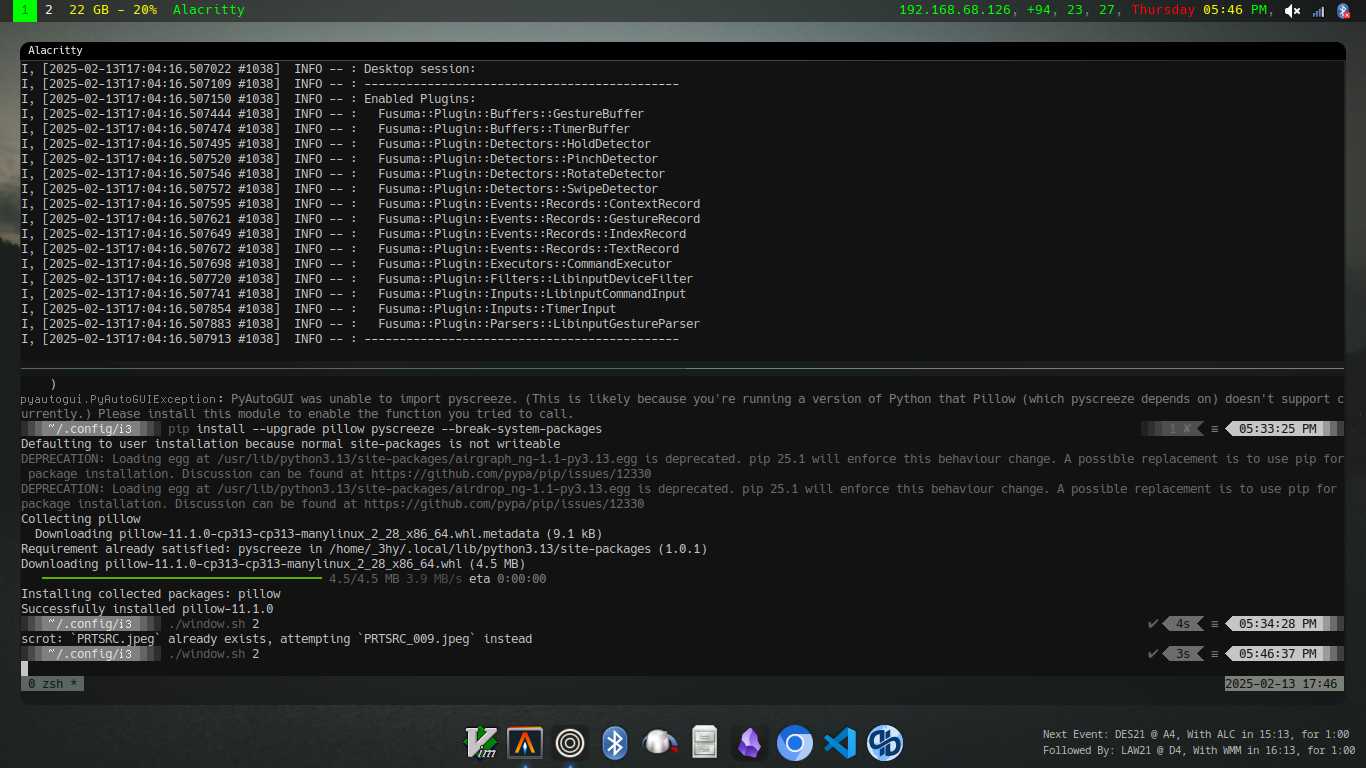 1 2 22 GB - 20% Alacritty 192.168.68.126, +94, 23, 27, Thursday 05:46 PM,
Alacritty
I, [2025-02-13T17:04:16.507022 #1038]  INFO -- : Desktop session:
I, [2025-02-13T17:04:16.507109 #1038]  INFO -- : ---------------------------------------------
I, [2025-02-13T17:04:16.507150 #1038]  INFO -- : Enabled Plugins:
I, [2025-02-13T17:04:16.507444 #1038]  INFO -- :   Fusuma::Plugin::Buffers::GestureBuffer
I, [2025-02-13T17:04:16.507474 #1038]  INFO -- :   Fusuma::Plugin::Buffers::TimerBuffer
I, [2025-02-13T17:04:16.507495 #1038]  INFO -- :   Fusuma::Plugin::Detectors::HoldDetector
I, [2025-02-13T17:04:16.507520 #1038]  INFO -- :   Fusuma::Plugin::Detectors::PinchDetector
I, [2025-02-13T17:04:16.507546 #1038]  INFO -- :   Fusuma::Plugin::Detectors::RotateDetector
I, [2025-02-13T17:04:16.507572 #1038]  INFO -- :   Fusuma::Plugin::Detectors::SwipeDetector
I, [2025-02-13T17:04:16.507595 #1038]  INFO -- :   Fusuma::Plugin::Events::Records::ContextRecord
I, [2025-02-13T17:04:16.507621 #1038]  INFO -- :   Fusuma::Plugin::Events::Records::GestureRecord
I, [2025-02-13T17:04:16.507649 #1038]  INFO -- :   Fusuma::Plugin::Events::Records::IndexRecord
I, [2025-02-13T17:04:16.507672 #1038]  INFO -- :   Fusuma::Plugin::Events::Records::TextRecord
I, [2025-02-13T17:04:16.507698 #1038]  INFO -- :   Fusuma::Plugin::Executors::CommandExecutor
I, [2025-02-13T17:04:16.507720 #1038]  INFO -- :   Fusuma::Plugin::Filters::LibinputDeviceFilter
I, [2025-02-13T17:04:16.507741 #1038]  INFO -- :   Fusuma::Plugin::Inputs::LibinputCommandInput
I, [2025-02-13T17:04:16.507854 #1038]  INFO -- :   Fusuma::Plugin::Inputs::TimerInput
I, [2025-02-13T17:04:16.507883 #1038]  INFO -- :   Fusuma::Plugin::Parsers::LibinputGestureParser
I, [2025-02-13T17:04:16.507913 #1038]  INFO -- : ---------------------------------------------
)
pyautogui.PyAutoGUIException: PyAutoGUI was unable to import pyscreeze. (This is likely because you're running a version of Python that Pillow (which pyscreeze depends on) doesn't support c
urrently.) Please install this module to enable the function you tried to call.
~/.config/i3 pip install --upgrade pillow pyscreeze --break-system-packages 1 ✘ ≡ 05:33:25 PM
Defaulting to user installation because normal site-packages is not writeable
DEPRECATION: Loading egg at /usr/lib/python3.13/site-packages/airgraph_ng-1.1-py3.13.egg is deprecated. pip 25.1 will enforce this behaviour change. A possible replacement is to use pip for
package installation. Discussion can be found at https://github.com/pypa/pip/issues/12330
DEPRECATION: Loading egg at /usr/lib/python3.13/site-packages/airdrop_ng-1.1-py3.13.egg is deprecated. pip 25.1 will enforce this behaviour change. A possible replacement is to use pip for
package installation. Discussion can be found at https://github.com/pypa/pip/issues/12330
Collecting pillow
  Downloading pillow-11.1.0-cp313-cp313-manylinux_2_28_x86_64.whl.metadata (9.1 kB)
Requirement already satisfied: pyscreeze in /home/_3hy/.local/lib/python3.13/site-packages (1.0.1)
Downloading pillow-11.1.0-cp313-cp313-manylinux_2_28_x86_64.whl (4.5 MB)
4.5/4.5 MB 3.9 MB/s eta 0:00:00
Installing collected packages: pillow
Successfully installed pillow-11.1.0
~/.config/i3 ./window.sh 2 ✔ 4s ≡ 05:34:28 PM
scrot: `PRTSRC.jpeg` already exists, attempting `PRTSRC_009.jpeg` instead
~/.config/i3 ./window.sh 2 ✔ 3s ≡ 05:46:37 PM
0 zsh * 2025-02-13 17:46
Vim
Next Event: DES21 @ A4, With ALC in 15:13, for 1:00
Followed By: LAW21 @ D4, With WMM in 16:13, for 1:00